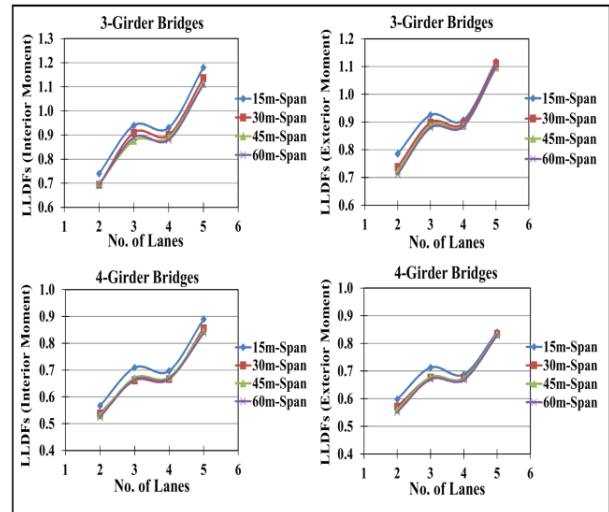 3-Girder Bridges
LLDFs (Interior Moment)
1.3
1.2
1.1
1.0
0.9
0.8
0.7
0.6
1 2 3 4 5 6
No. of Lanes
15m-Span
30m-Span
45m-Span
60m-Span
3-Girder Bridges
LLDFs (Exterior Moment)
1.2
1.1
1.0
0.9
0.8
0.7
0.6
1 2 3 4 5 6
No. of Lanes
15m-Span
30m-Span
45m-Span
60m-Span
4-Girder Bridges
LLDFs (Interior Moment)
1.0
0.9
0.8
0.7
0.6
0.5
0.4
1 2 3 4 5 6
No. of Lanes
15m-Span
30m-Span
45m-Span
60m-Span
4-Girder Bridges
LLDFs (Exterior Moment)
1.0
0.9
0.8
0.7
0.6
0.5
0.4
1 2 3 4 5 6
No. of Lanes
15m-Span
30m-Span
45m-Span
60m-Span